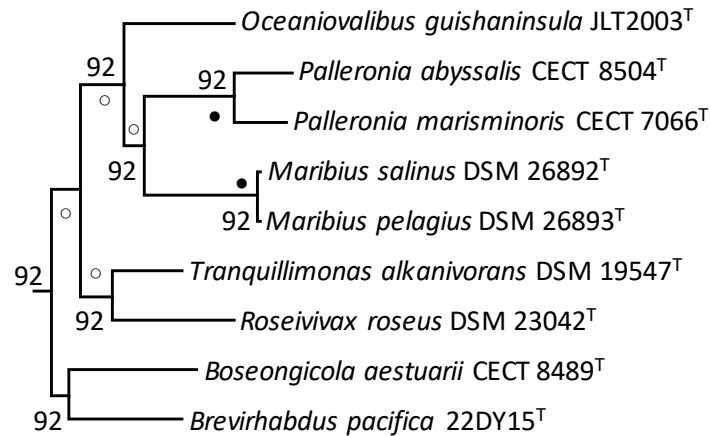 Oceaniovalibus guishaninsula JLT2003ᵀ
92
Palleronia abyssalis CECT 8504ᵀ
92
Palleronia marisminoris CECT 7066ᵀ
92
Maribius salinus DSM 26892ᵀ
92
Maribius pelagius DSM 26893ᵀ
92
Tranquillimonas alkanivorans DSM 19547ᵀ
92
Roseivivax roseus DSM 23042ᵀ
Boseongicola aestuarii CECT 8489ᵀ
92
Brevirhabdus pacifica 22DY15ᵀ